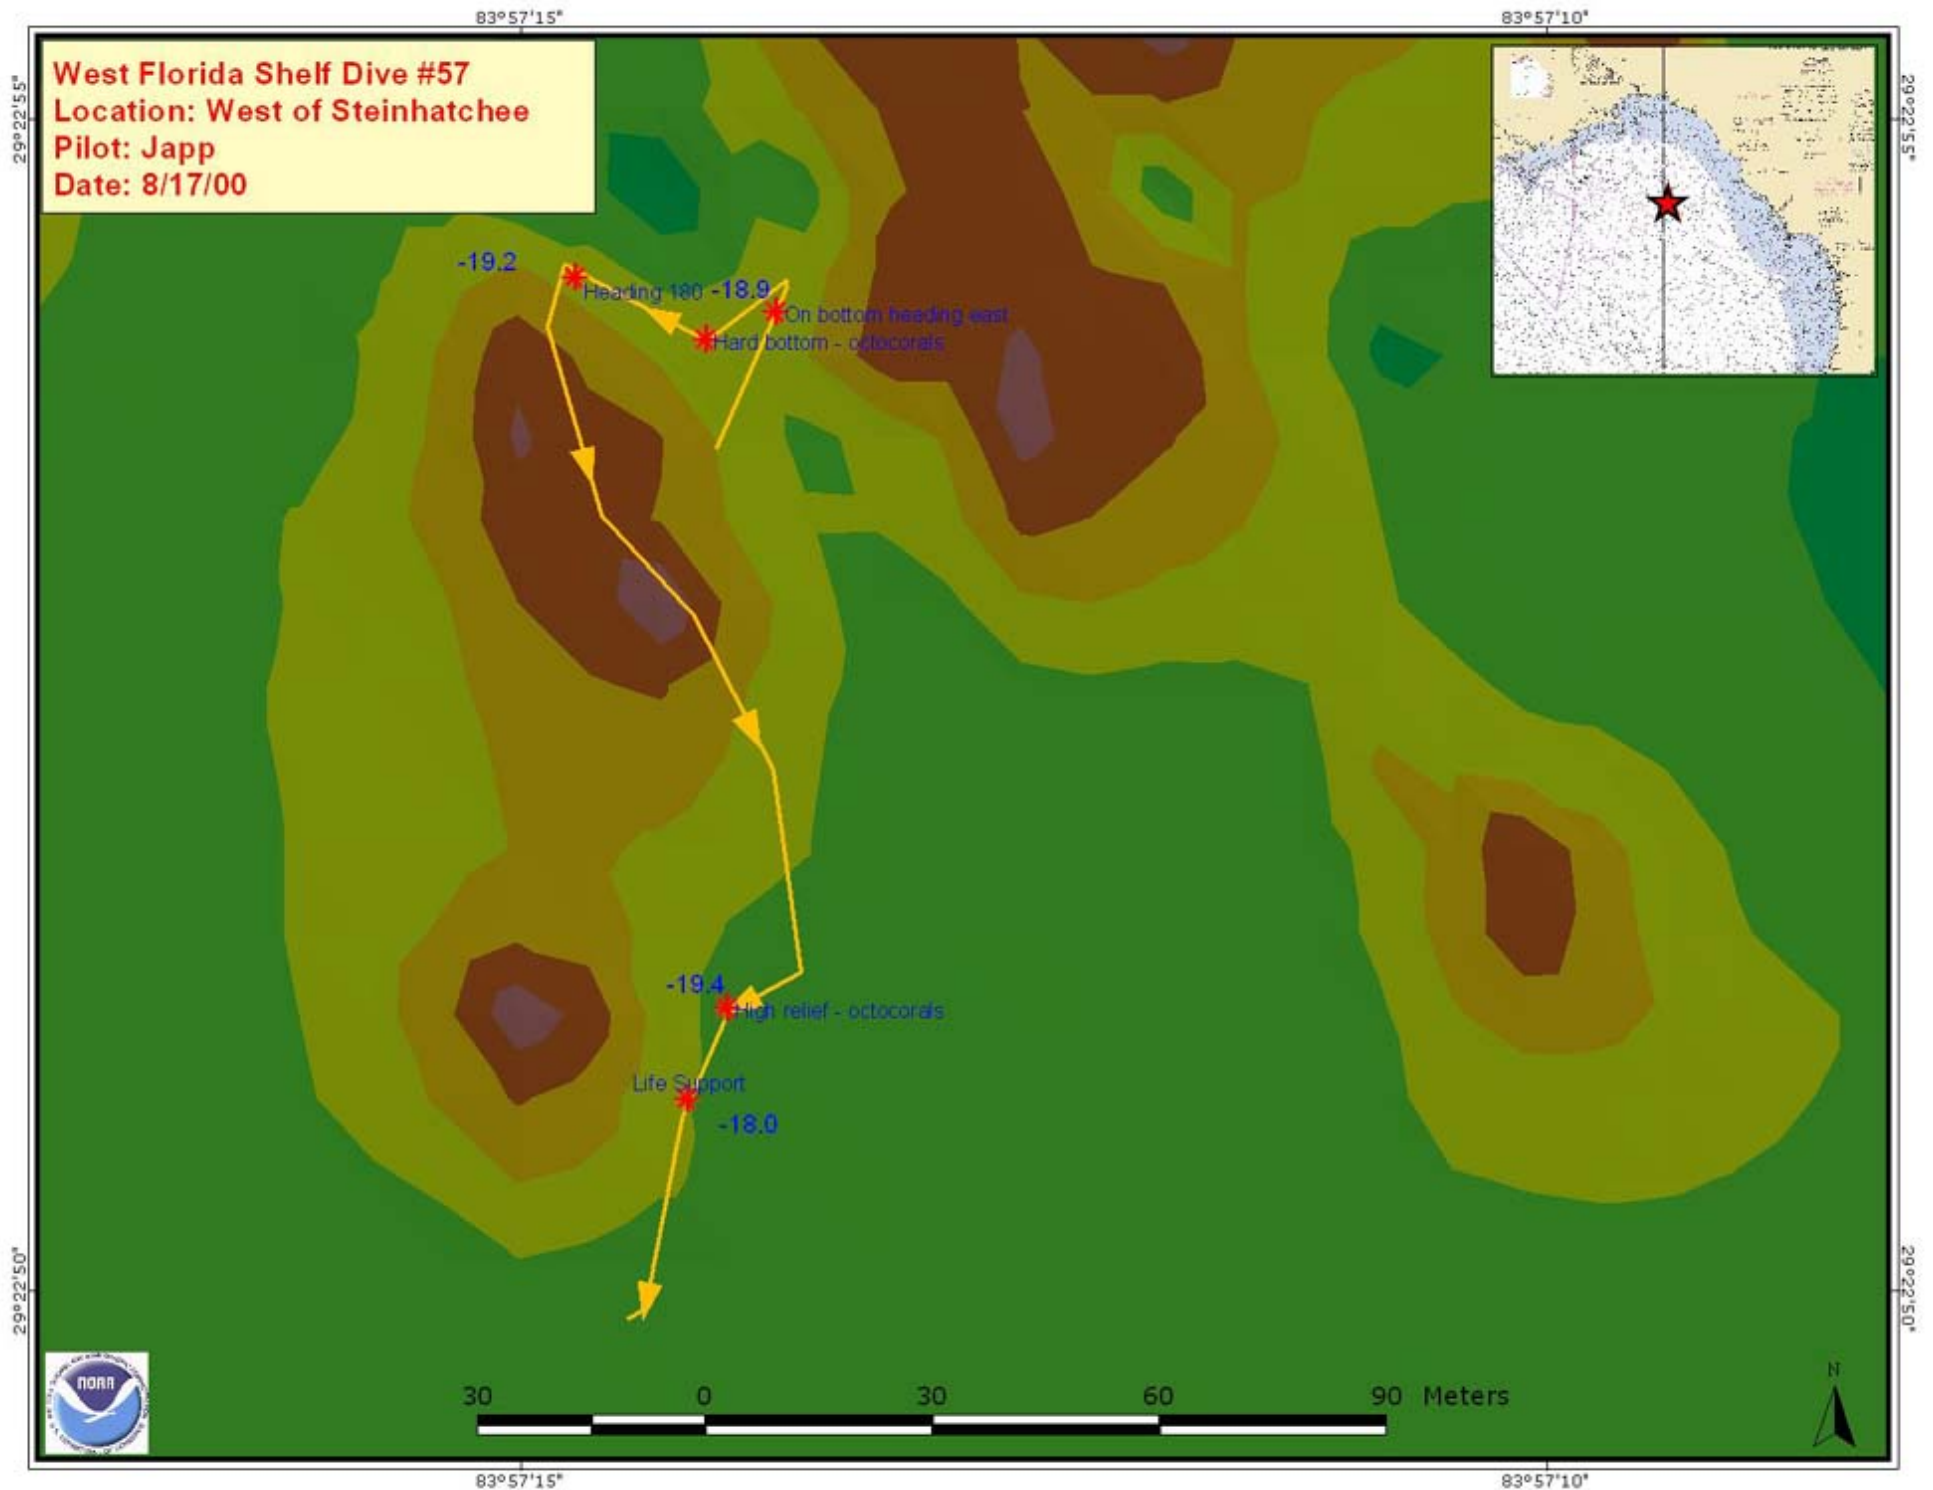 83°57'15"
83°57'10"
29°22'55"
29°22'55"
West Florida Shelf Dive #57
Location: West of Steinhatchee
Pilot: Japp
Date: 8/17/00
-19.2
Heading 180
-18.9
On bottom heading east
Hard bottom - octocorals
-19.4
High relief - octocorals
Life Support
-18.0
29°22'50"
29°22'50"
NOAA
N
30 0 30 60 90 Meters
83°57'15"
83°57'10"